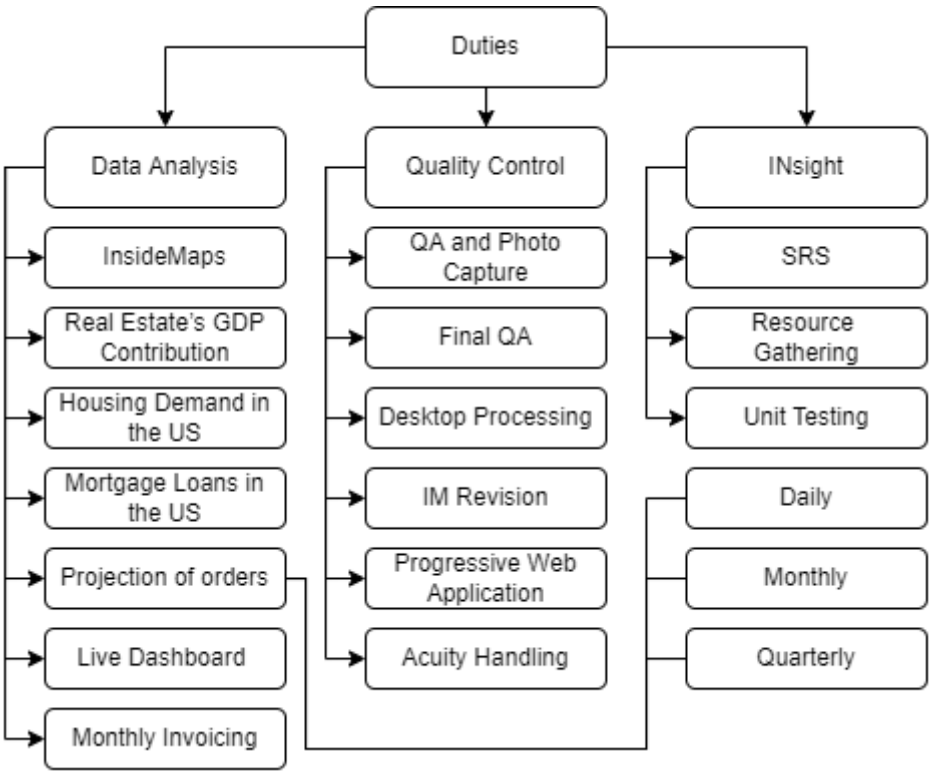 Duties
Data Analysis
Quality Control
INsight
InsideMaps
QA and Photo
Capture
SRS
Real Estate's GDP
Contribution
Final QA
Resource
Gathering
Housing Demand in
the US
Desktop Processing
Unit Testing
Mortgage Loans in
the US
IM Revision
Daily
Projection of orders
Progressive Web
Application
Monthly
Live Dashboard
Acuity Handling
Quarterly
Monthly Invoicing